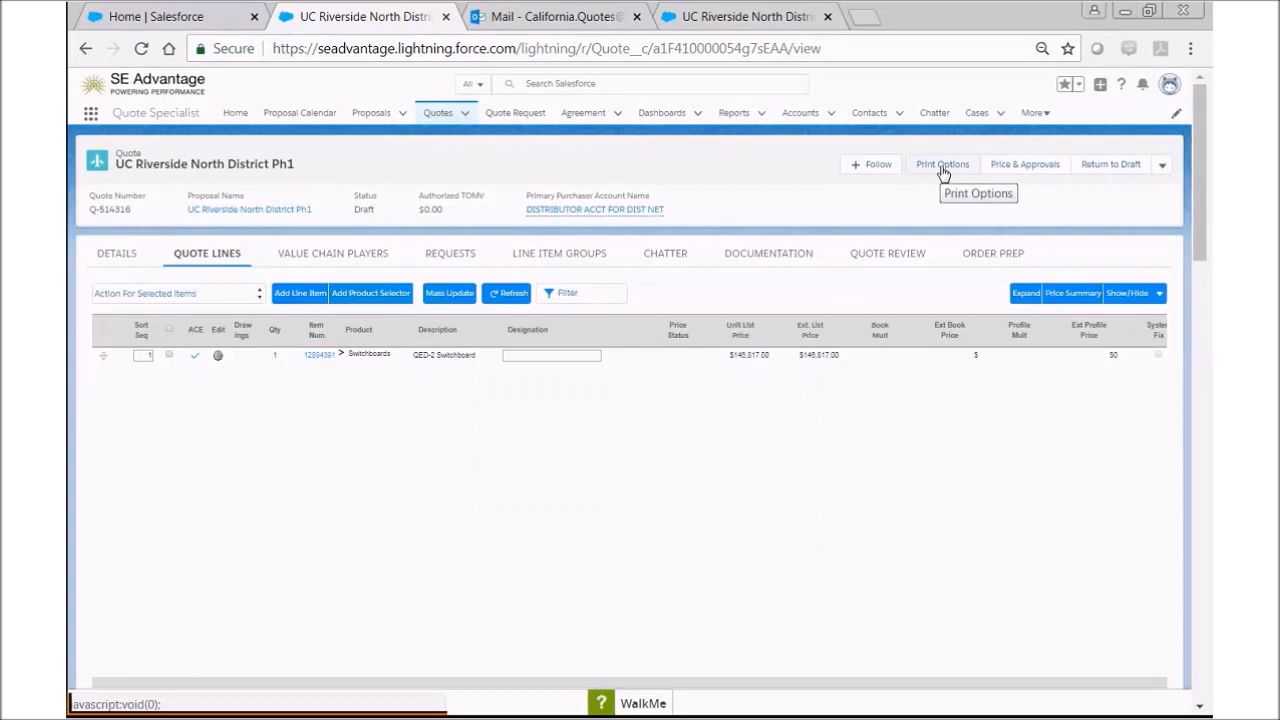 Home | Salesforce
UC Riverside North Distri
Mail - California.Quotes@
UC Riverside North Distri
Secure
https://seadvantage.lightning.force.com/lightning/r/Quote__c/a1F410000054g7sEAA/view
SE Advantage
POWERING PERFORMANCE
All
Search Salesforce
Quote Specialist Home Proposal Calendar Proposals Quotes Quote Request Agreement Dashboards Reports Accounts Contacts Chatter Cases More
Quote
UC Riverside North District Ph1
+ Follow Print Options Price & Approvals Return to Draft
Print Options
Quote Number Proposal Name Status Authorized TOMV Primary Purchaser Account Name
Q-514316 UC Riverside North District Ph1 Draft $0.00 DISTRIBUTOR ACCT FOR DIST NET
DETAILS QUOTE LINES VALUE CHAIN PLAYERS REQUESTS LINE ITEM GROUPS CHATTER DOCUMENTATION QUOTE REVIEW ORDER PREP
Action For Selected Items Add Line Item Add Product Selector Mass Update Refresh Filter Expand Price Summary Show/Hide
Sort Seq ACE Edit Draw ings Qty Item Num. Product Description Designation Price Status Unit List Price Ext. List Price Book Mult Ext Book Price Profile Mult Ext Profile Price Syster Fix
1 1 12894391 > Switchboards QED-2 Switchboard $146,817.00 $146,817.00 $ $0
avascript:void(0);
? WalkMe